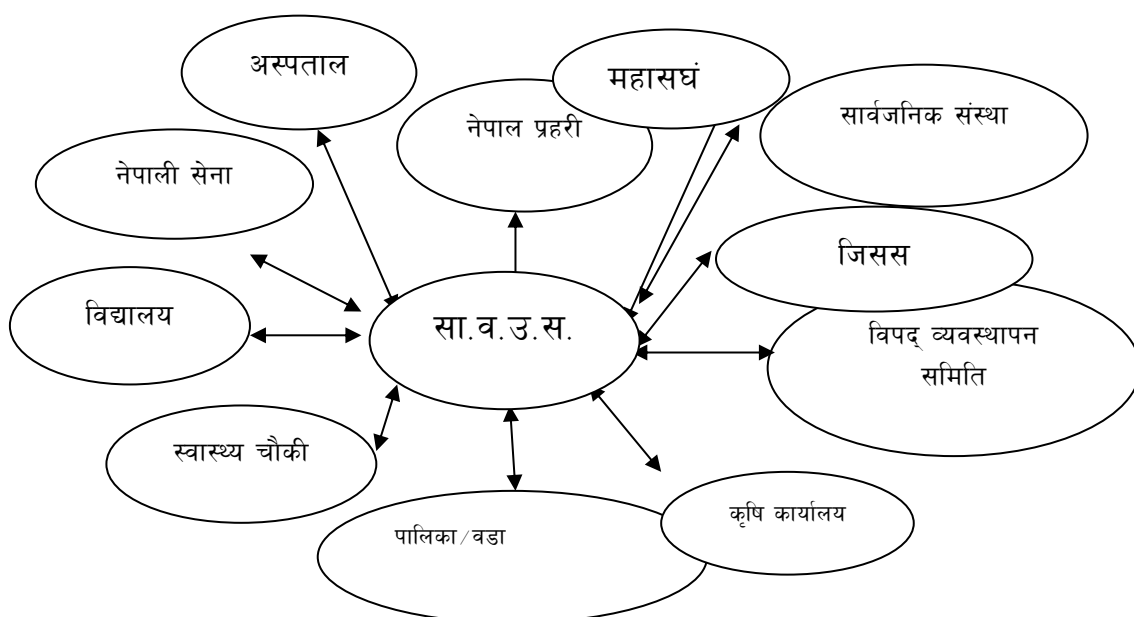 अस्पताल
महासघं
नेपाल प्रहरी
सार्वजनिक संस्था
नेपाली सेना
जिसस
विद्यालय
सा.व.उ.स.
विपद् व्यवस्थापन
समिति
स्वास्थ्य चौकी
कृषि कार्यालय
पालिका/वडा